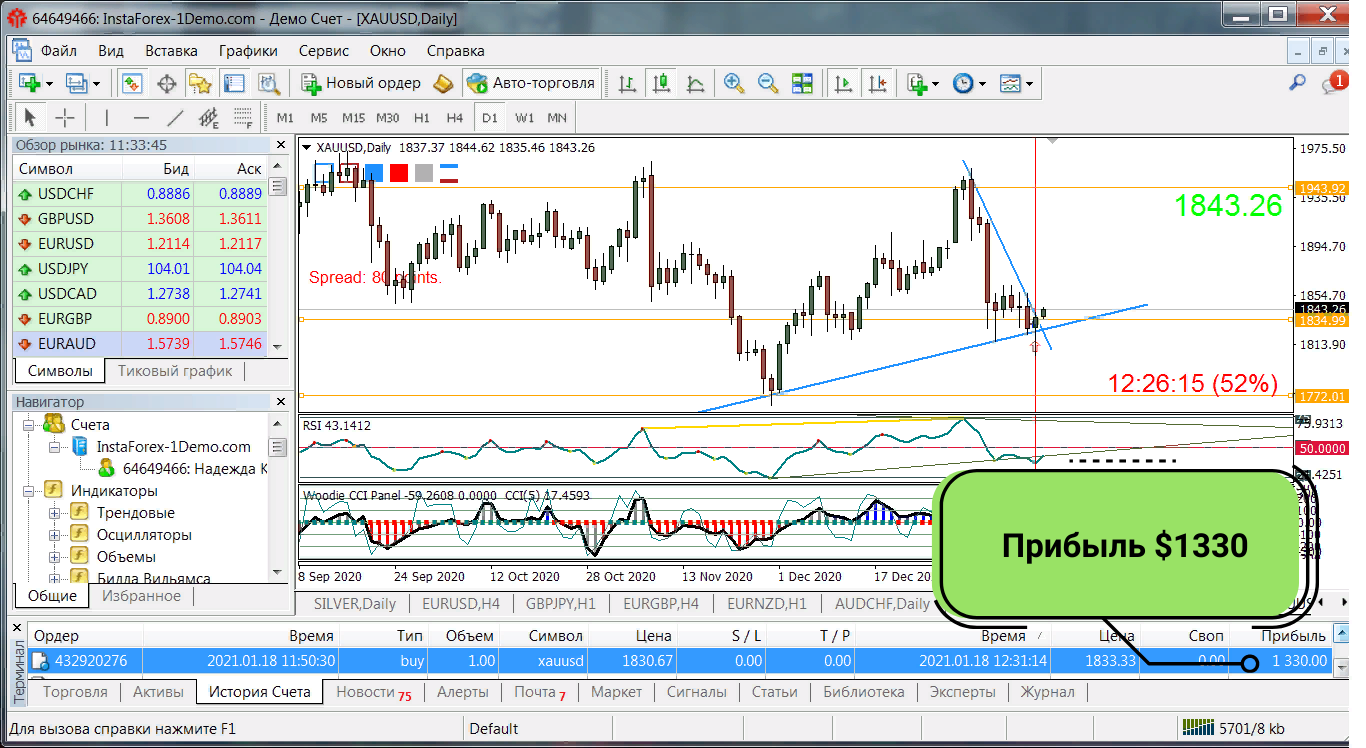 64649466: InstaForex-1Demo.com - Демо Счет - [XAUUSD,Daily]
Файл Вид Вставка Графики Сервис Окно Справка
Новый ордер Авто-торговля 1
M1 M5 M15 M30 H1 H4 D1 W1 MN
Обзор рынка: 11:33:45
Символ Бид Аск
USDCHF 0.8886 0.8889
GBPUSD 1.3608 1.3611
EURUSD 1.2114 1.2117
USDJPY 104.01 104.04
USDCAD 1.2738 1.2741
EURGBP 0.8900 0.8903
EURAUD 1.5739 1.5746
Символы Тиковый график
Навигатор
Счета
InstaForex-1Demo.com
64649466: Надежда К
Индикаторы
Трендовые
Осцилляторы
Объемы
Билла Вильямса
Общие Избранное
XAUUSD,Daily 1837.37 1844.62 1835.46 1843.26
1975.50
1943.92
1935.50
1843.26
1894.70
Spread: 80 points.
1854.70
1843.26
1834.99
1813.90
12:26:15 (52%)
1772.01
RSI 43.1412
75.9313
50.0000
Woodie CCI Panel -59.2608 0.0000 CCI(5) 17.4593
Прибыль $1330
8 Sep 2020 24 Sep 2020 12 Oct 2020 28 Oct 2020 13 Nov 2020 1 Dec 2020 17 Dec
SILVER,Daily EURUSD,H4 GBPJPY,H1 EURGBP,H4 EURNZD,H1 AUDCHF,Daily
Терминал
Ордер Время Тип Объем Символ Цена S / L T / P Время Цена Своп Прибыль
432920276 2021.01.18 11:50:30 buy 1.00 xauusd 1830.67 0.00 0.00 2021.01.18 12:31:14 1833.33 0.00 1 330.00
Торговля Активы История Счета Новости 75 Алерты Почта 7 Маркет Сигналы Статьи Библиотека Эксперты Журнал
Для вызова справки нажмите F1 Default 5701/8 kb